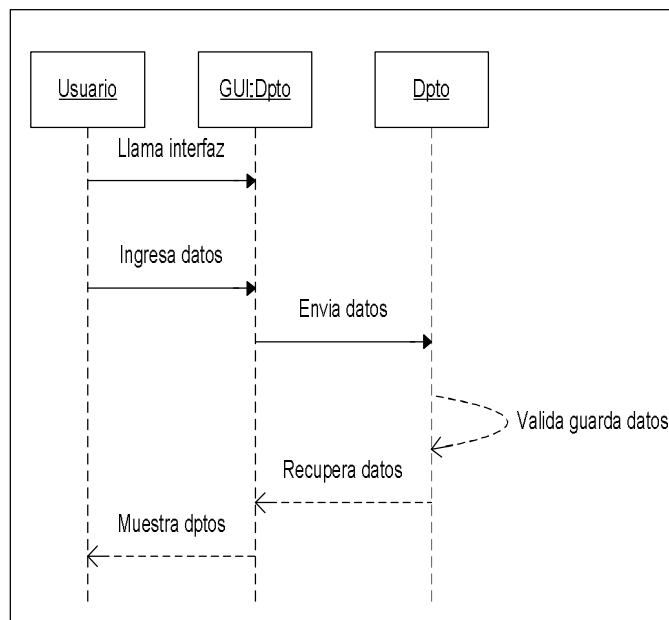 Usuario
GUI:Dpto
Dpto
Llama interfaz
Ingresa datos
Envia datos
Valida guarda datos
Recupera datos
Muestra dptos